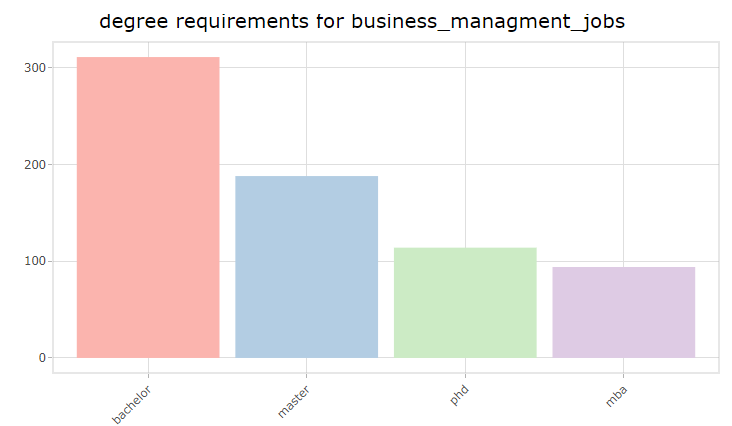 degree requirements for business_managment_jobs
300
200
100
0
bachelor
master
phd
mba